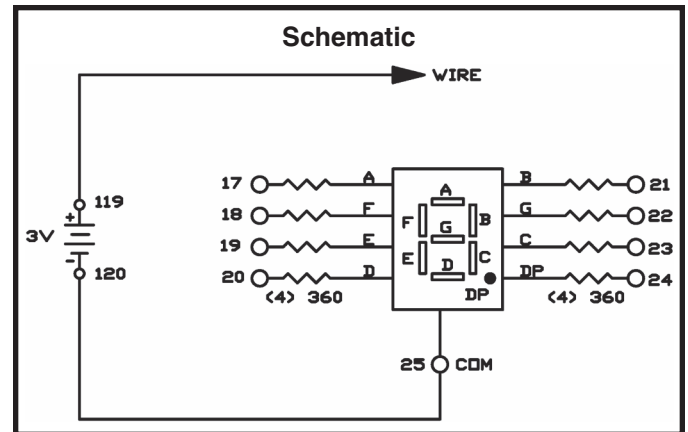 Schematic
WIRE
119
+
3V
-
120
17 A
18 F
19 E
20 D
(4) 360
A
F B
G
E C
D
DP
B 21
G 22
C 23
DP 24
(4) 360
25 COM